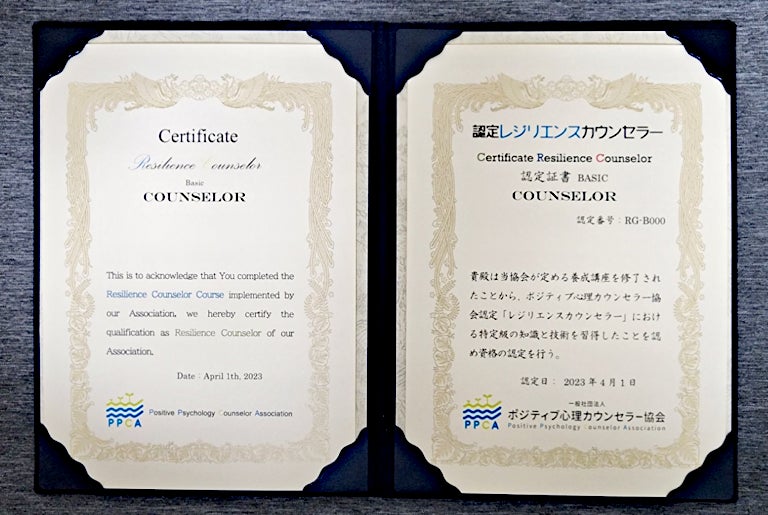 Certificate
Resilience Counselor
Basic
COUNSELOR
This is to acknowledge that You completed the
Resilience Counselor Course implemented by
our Association, we hereby certify the
qualification as Resilience Counselor of our
Association.
Date : April 1th, 2023
PPCA
Positive Psychology Counselor Association
認定レジリエンスカウンセラー
Certificate Resilience Counselor
認定証書 BASIC
COUNSELOR
認定番号：RG-B000
貴殿は当協会が定める養成講座を修了され
たことから、ポジティブ心理カウンセラー協
会認定「レジリエンスカウンセラー」におけ
る特定級の知識と技術を習得したことを認
め資格の認定を行う。
認定日： 2023 年 4 月 1 日
PPCA
一般社団法人
ポジティブ心理カウンセラー協会
Positive Psychology Counselor Association